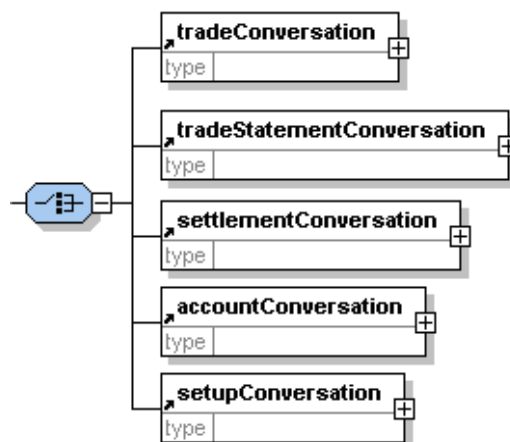 tradeConversation
type
tradeStatementConversation
type
settlementConversation
type
accountConversation
type
setupConversation
type